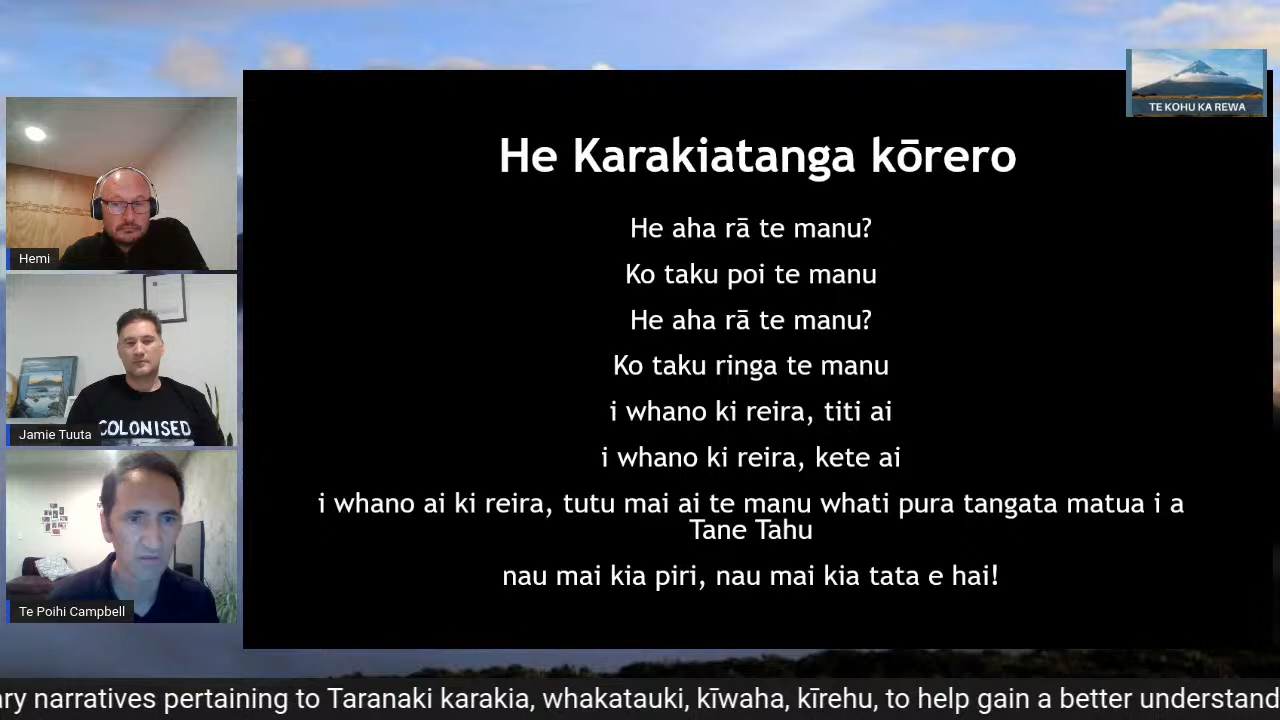 TE KOHU KA REWA
He Karakiatanga kōrero
He aha rā te manu?
Ko taku poi te manu
He aha rā te manu?
Ko taku ringa te manu
i whano ki reira, titi ai
i whano ki reira, kete ai
i whano ai ki reira, tutu mai ai te manu whati pura tangata matua i a
Tane Tahu
nau mai kia piri, nau mai kia tata e hai!
Hemi
COLONISED
Jamie Tuuta
Te Poihi Campbell
ary narratives pertaining to Taranaki karakia, whakatauki, kīwaha, kīrehu, to help gain a better understand